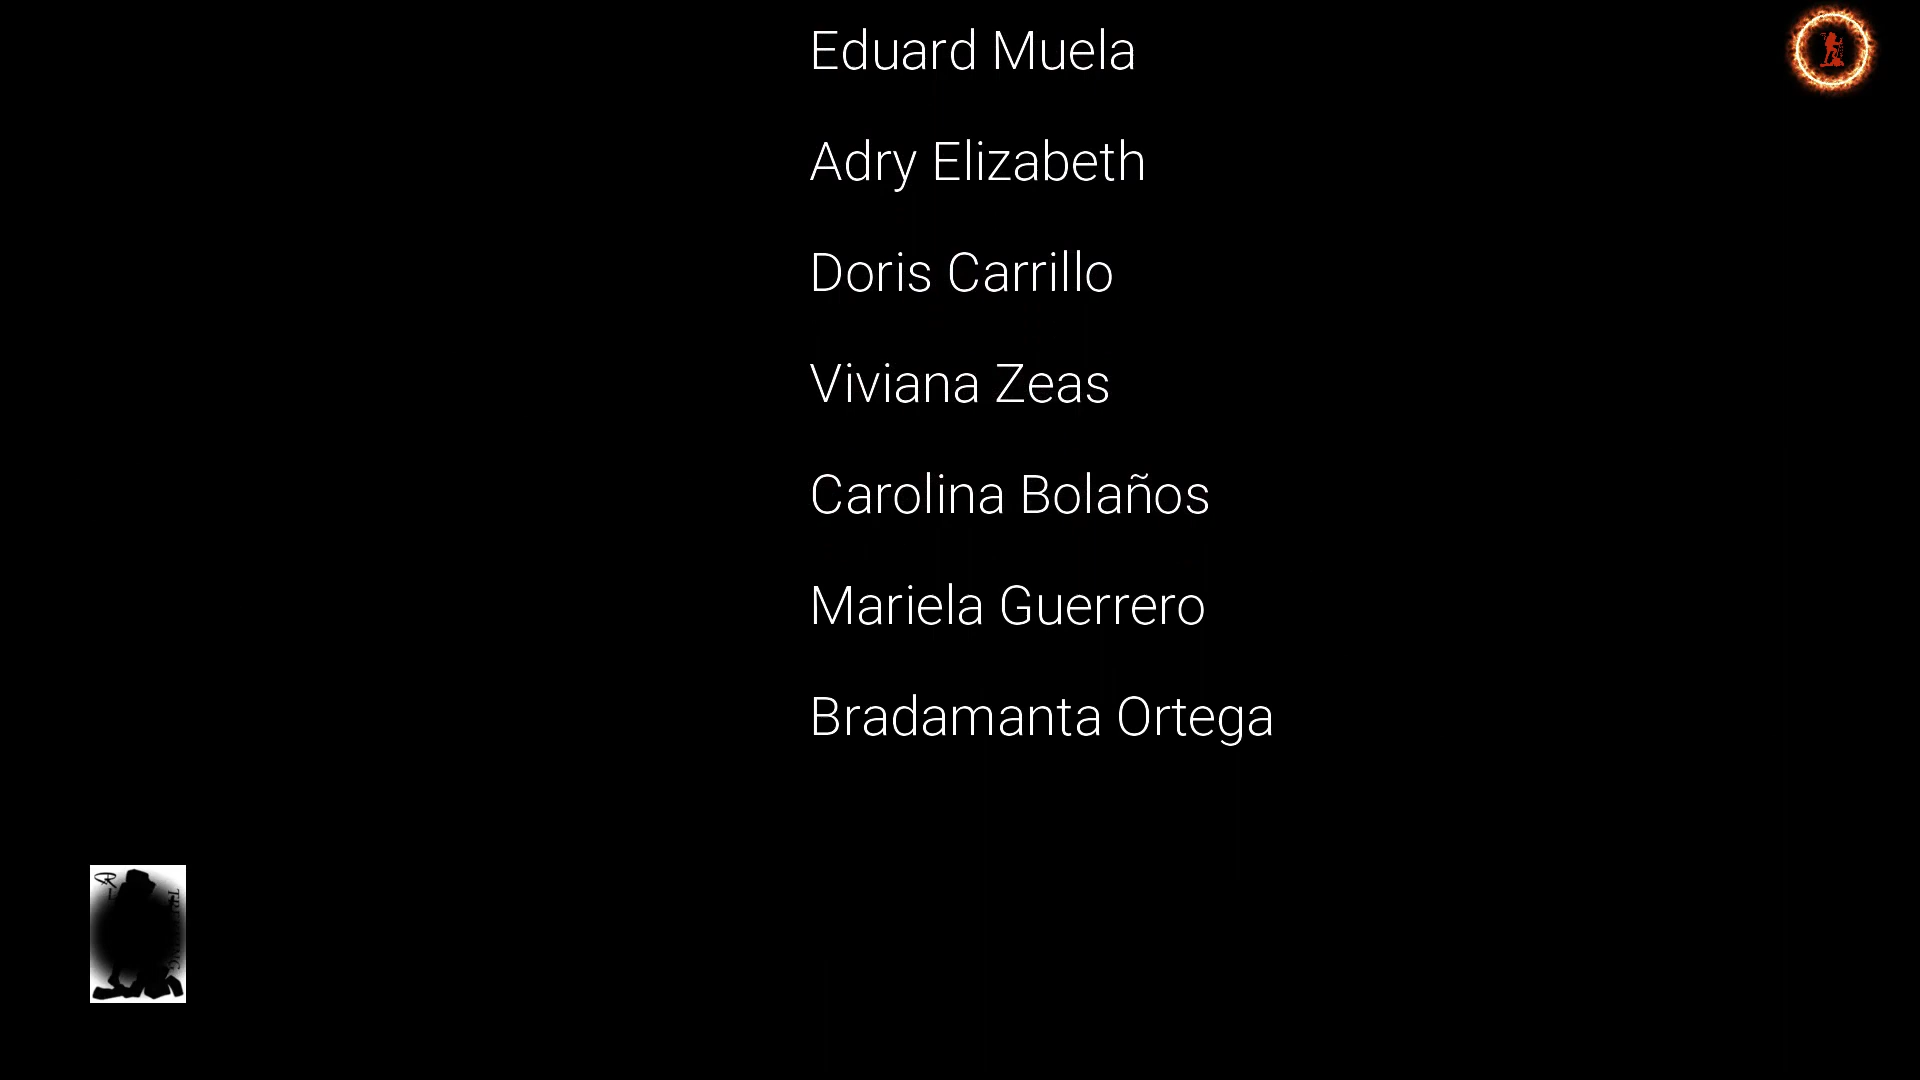 Eduard Muela
Adry Elizabeth
Doris Carrillo
Viviana Zeas
Carolina Bolaños
Mariela Guerrero
Bradamanta Ortega